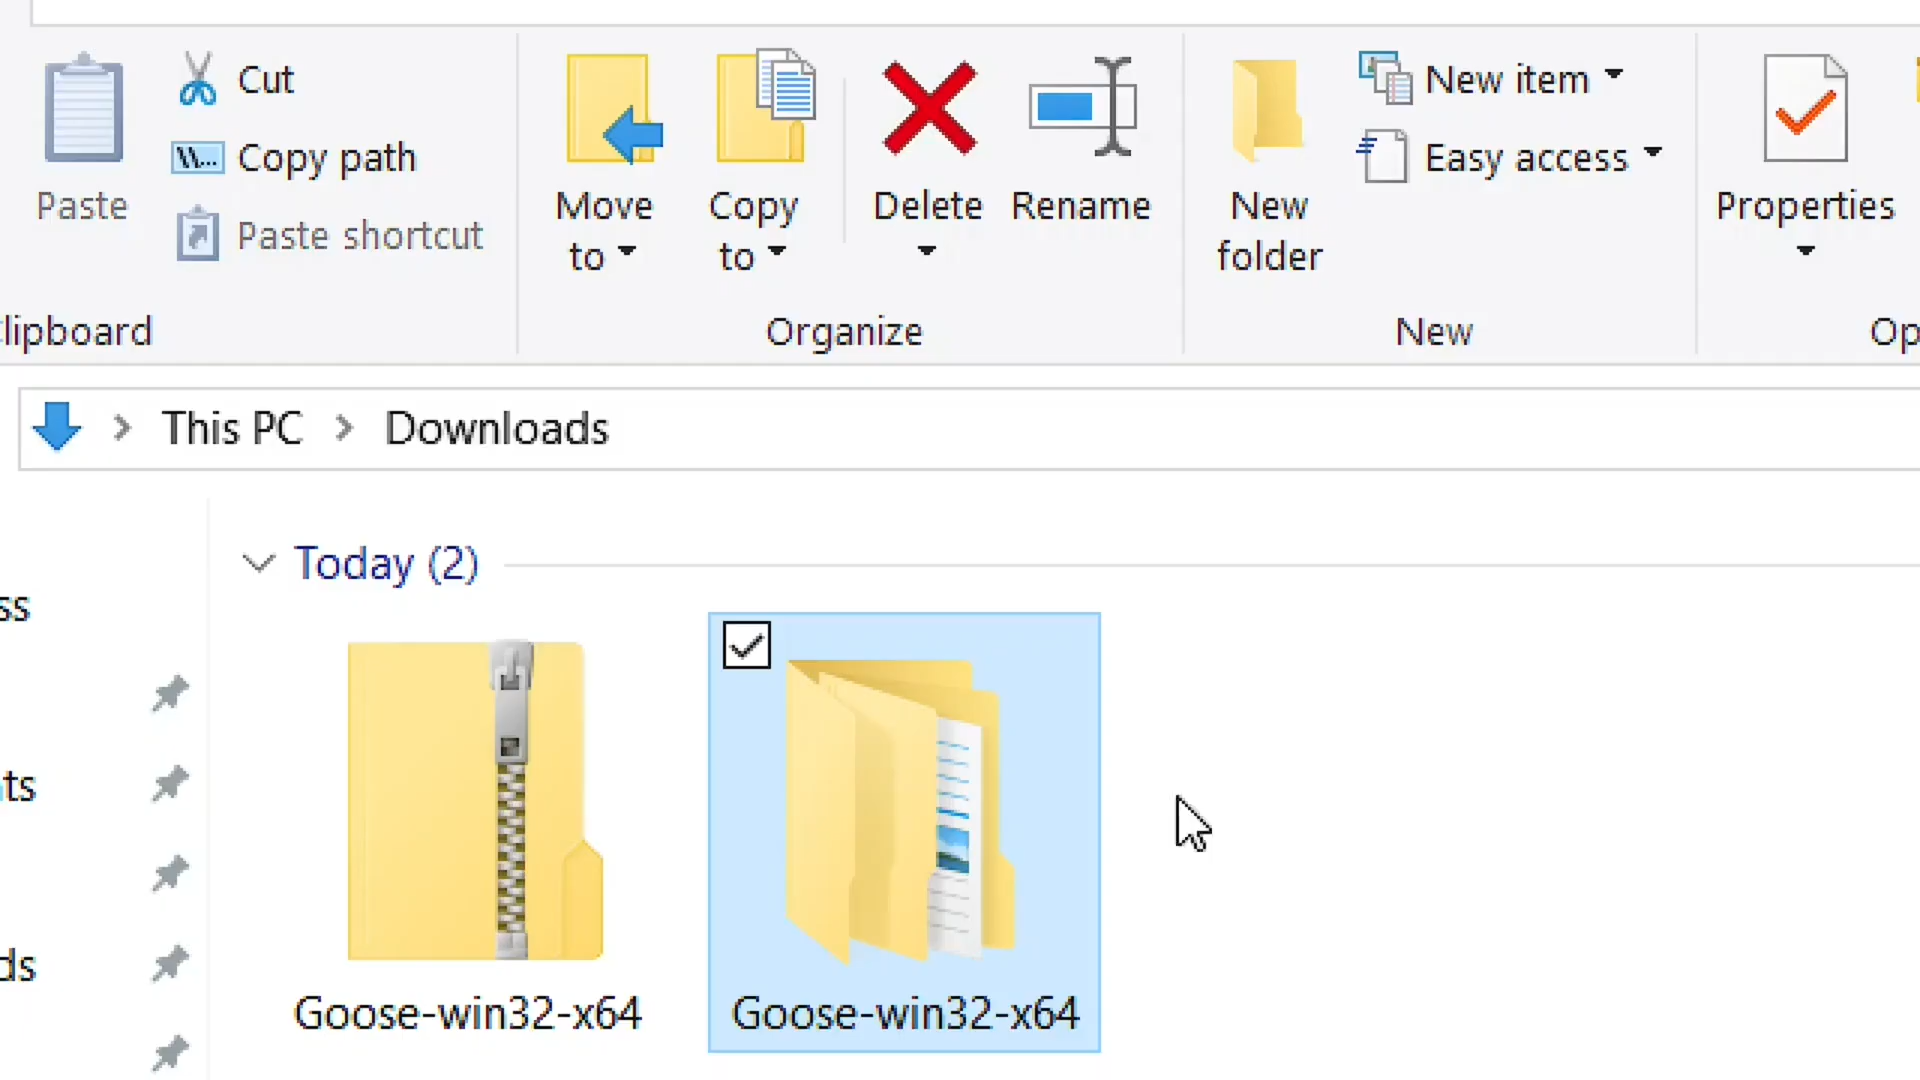 Cut
Copy path
Paste
Paste shortcut
lipboard
Move to
Copy to
Delete
Rename
Organize
New folder
New item
Easy access
New
Properties
Op
This PC > Downloads
Today (2)
ss
ts
ds
Goose-win32-x64
Goose-win32-x64